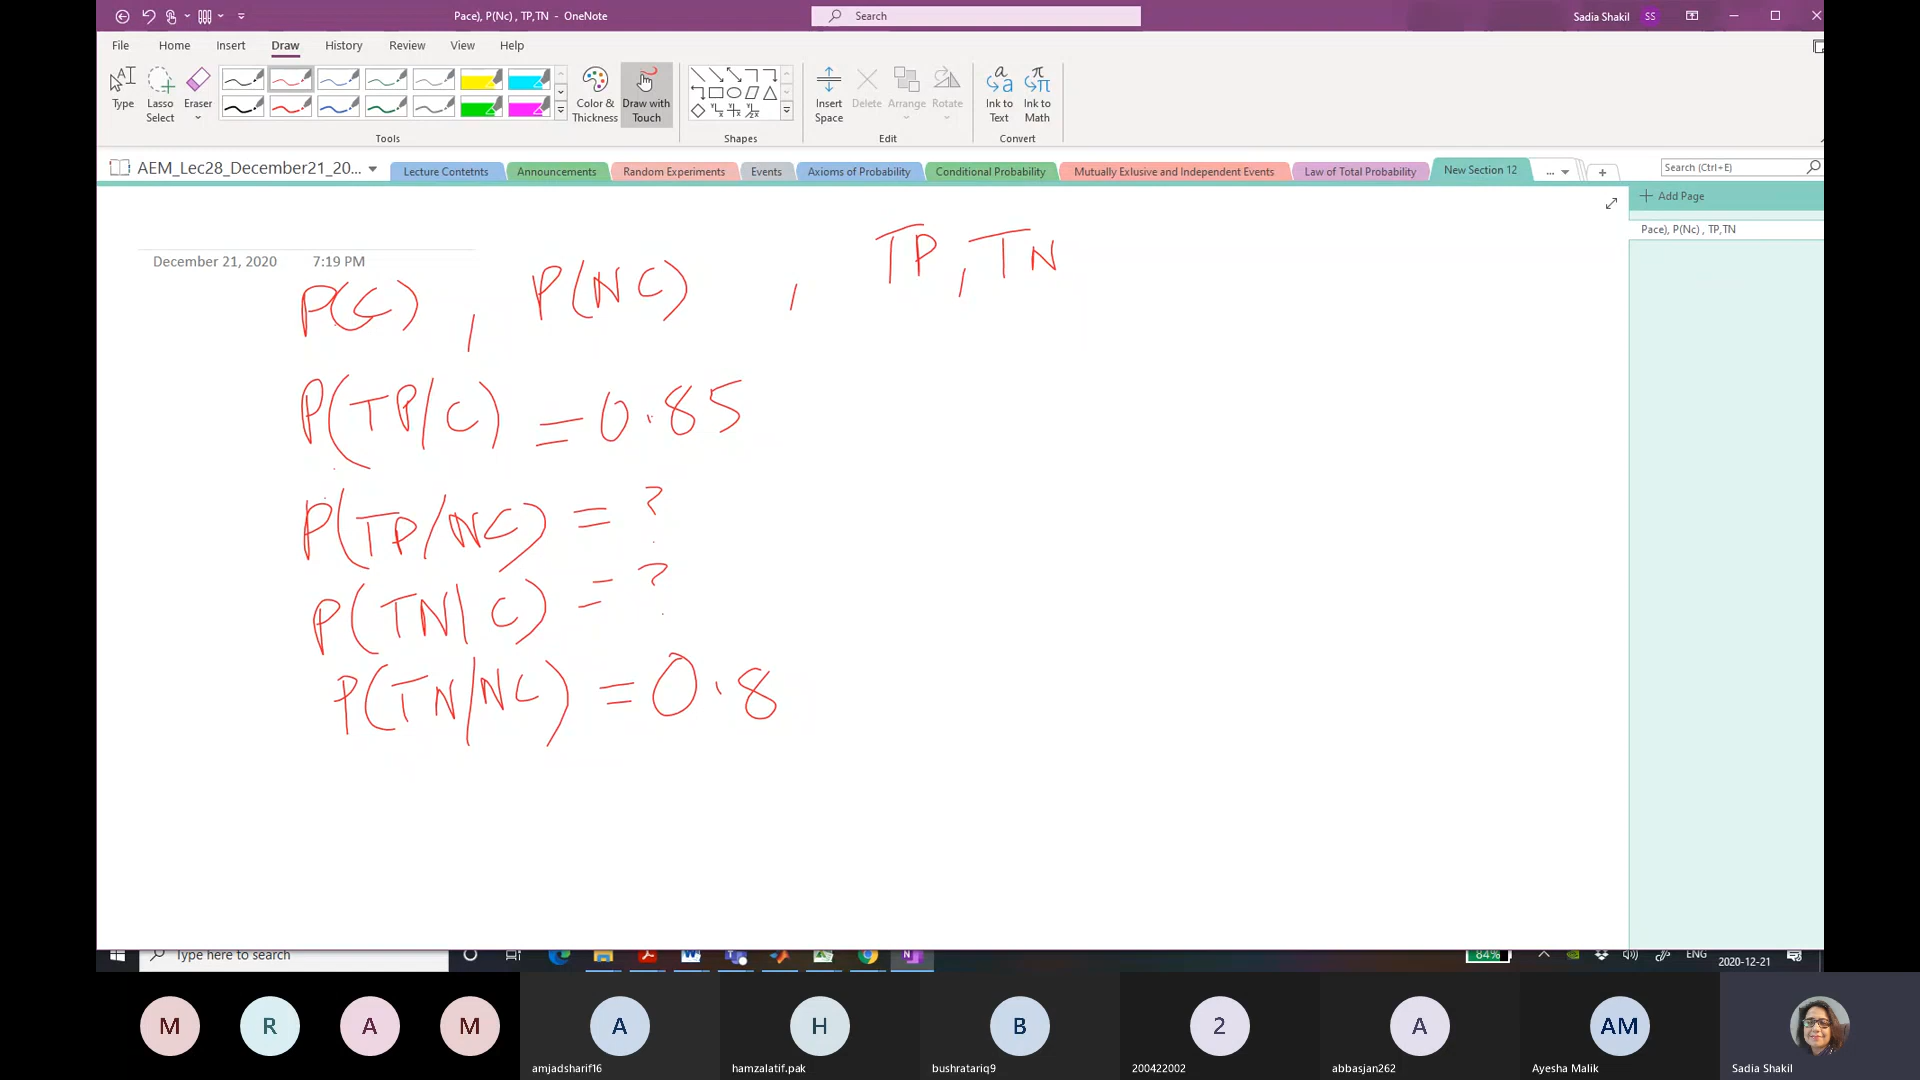 Pace), P(Nc) , TP,TN - OneNote
Search
Sadia Shakil SS
File Home Insert Draw History Review View Help
Type
Lasso Select
Eraser
Color & Thickness
Draw with Touch
Insert Space
Delete
Arrange
Rotate
Ink to Text
Ink to Math
Tools
Shapes
Edit
Convert
AEM_Lec28_December21_20...
Lecture Contetnts
Announcements
Random Experiments
Events
Axioms of Probability
Conditional Probability
Mutually Exlusive and Independent Events
Law of Total Probability
New Section 12
...
Search (Ctrl+E)
Add Page
Pace), P(Nc) , TP,TN
December 21, 2020 7:19 PM
P(C) , P(NC) , TP, TN
P(TP/C) = 0.85
P(TP/NC) = ?
P(TN|C) = ?
P(TN/NC) = 0.8
Type here to search
84%
ENG
2020-12-21
M R A M A H B 2 A AM
amjadsharif16
hamzalatif.pak
bushratariq9
200422002
abbasjan262
Ayesha Malik
Sadia Shakil